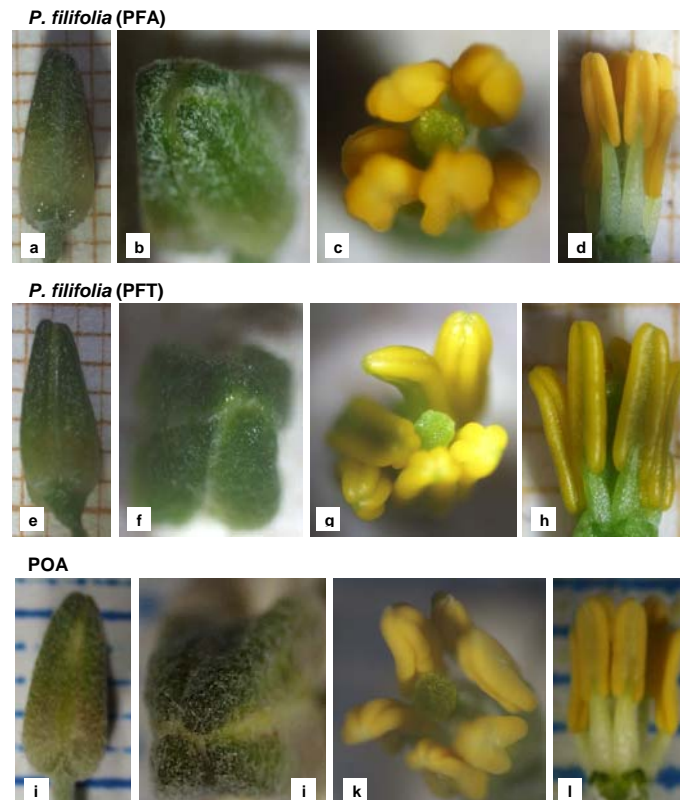 P. filifolia (PFA)
a b c d
P. filifolia (PFT)
e f g h
POA
i j k l